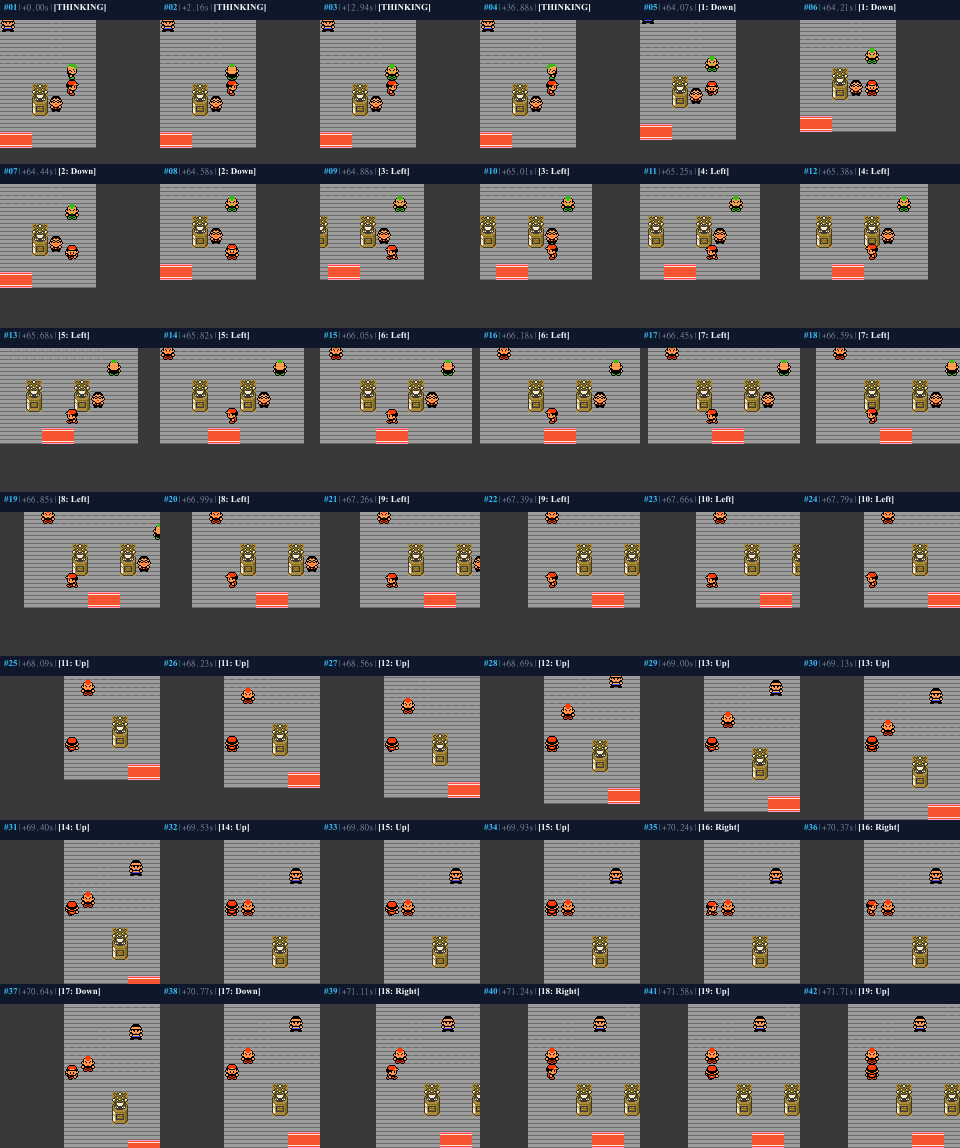 #01 | +0.00s | [THINKING]
#02 | +2.16s | [THINKING]
#03 | +12.94s | [THINKING]
#04 | +36.88s | [THINKING]
#05 | +64.07s | [1: Down]
#06 | +64.21s | [1: Down]
#07 | +64.44s | [2: Down]
#08 | +64.58s | [2: Down]
#09 | +64.88s | [3: Left]
#10 | +65.01s | [3: Left]
#11 | +65.25s | [4: Left]
#12 | +65.38s | [4: Left]
#13 | +65.68s | [5: Left]
#14 | +65.82s | [5: Left]
#15 | +66.05s | [6: Left]
#16 | +66.18s | [6: Left]
#17 | +66.45s | [7: Left]
#18 | +66.59s | [7: Left]
#19 | +66.85s | [8: Left]
#20 | +66.99s | [8: Left]
#21 | +67.26s | [9: Left]
#22 | +67.39s | [9: Left]
#23 | +67.66s | [10: Left]
#24 | +67.79s | [10: Left]
#25 | +68.09s | [11: Up]
#26 | +68.23s | [11: Up]
#27 | +68.56s | [12: Up]
#28 | +68.69s | [12: Up]
#29 | +69.00s | [13: Up]
#30 | +69.13s | [13: Up]
#31 | +69.40s | [14: Up]
#32 | +69.53s | [14: Up]
#33 | +69.80s | [15: Up]
#34 | +69.93s | [15: Up]
#35 | +70.24s | [16: Right]
#36 | +70.37s | [16: Right]
#37 | +70.64s | [17: Down]
#38 | +70.77s | [17: Down]
#39 | +71.11s | [18: Right]
#40 | +71.24s | [18: Right]
#41 | +71.58s | [19: Up]
#42 | +71.71s | [19: Up]